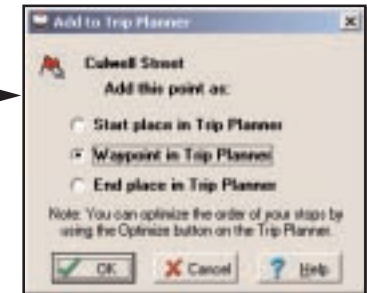 Add to Trip Planner
Culwell Street
Add this point as:
Start place in Trip Planner
Waypoint in Trip Planner
End place in Trip Planner
Note: You can optimize the order of your stops by
using the Optimize button on the Trip Planner.
OK Cancel Help